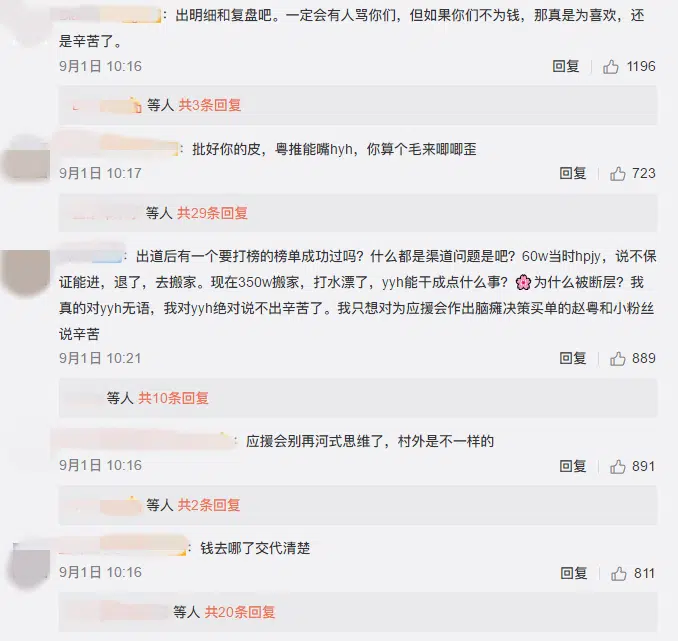 ：出明细和复盘吧。一定会有人骂你们，但如果你们不为钱，那真是为喜欢，还
是辛苦了。
9月1日 10:16 回复 1196
等人 共3条回复
：批好你的皮，粤推能嘴hyh，你算个毛来唧唧歪
9月1日 10:17 回复 723
等人 共29条回复
：出道后有一个要打榜的榜单成功过吗？什么都是渠道问题是吧？60w当时hpjy，说不保
证能进，退了，去搬家。现在350w搬家，打水漂了，yyh能干成点什么事？为什么被断层？我
真的对yyh无语，我对yyh绝对说不出辛苦了。我只想对为应援会作出脑瘫决策买单的赵粤和小粉丝
说辛苦
9月1日 10:21 回复 889
等人 共10条回复
：应援会别再河式思维了，村外是不一样的
9月1日 10:16 回复 891
等人 共2条回复
：钱去哪了交代清楚
9月1日 10:16 回复 811
等人 共20条回复